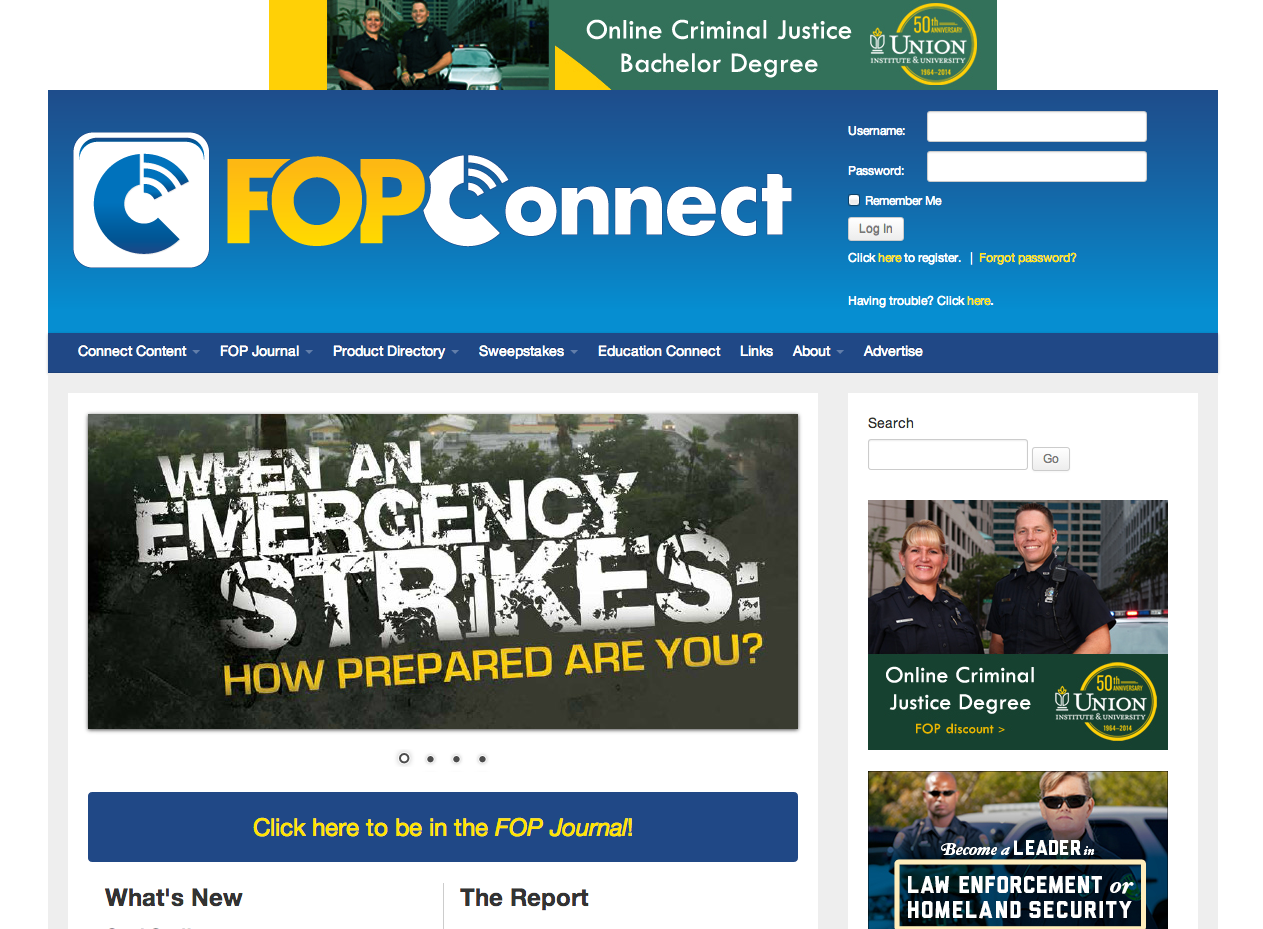 Online Criminal Justice
Bachelor Degree
50th
ANNIVERSARY
UNION
INSTITUTE & UNIVERSITY
1964-2014
FOPConnect
Username:
Password:
Remember Me
Log In
Click here to register. | Forgot password?
Having trouble? Click here.
Connect Content FOP Journal Product Directory Sweepstakes Education Connect Links About Advertise
WHEN AN
EMERGENCY
STRIKES:
HOW PREPARED ARE YOU?
Click here to be in the FOP Journal!
What's New
The Report
Search
Go
Online Criminal
Justice Degree
FOP discount >
50th
ANNIVERSARY
UNION
INSTITUTE & UNIVERSITY
1964-2014
Become a LEADER in
LAW ENFORCEMENT or
HOMELAND SECURITY